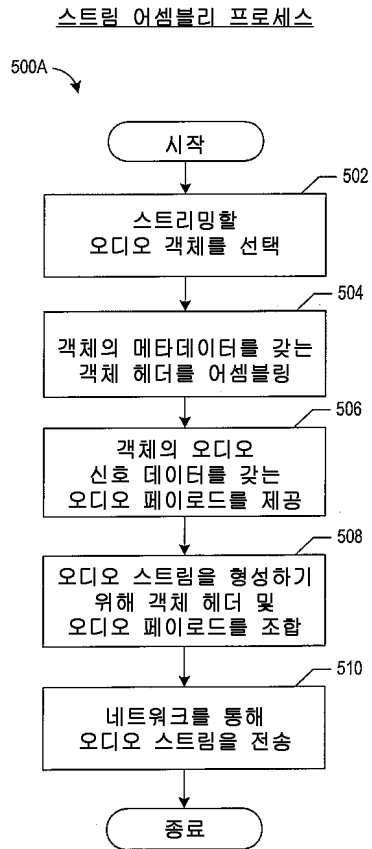 스트림 어셈블리 프로세스
500A
시작
502
스트리밍할
오디오 객체를 선택
504
객체의 메타데이터를 갖는
객체 헤더를 어셈블링
506
객체의 오디오
신호 데이터를 갖는
오디오 페이로드를 제공
508
오디오 스트림을 형성하기
위해 객체 헤더 및
오디오 페이로드를 조합
510
네트워크를 통해
오디오 스트림을 전송
종료